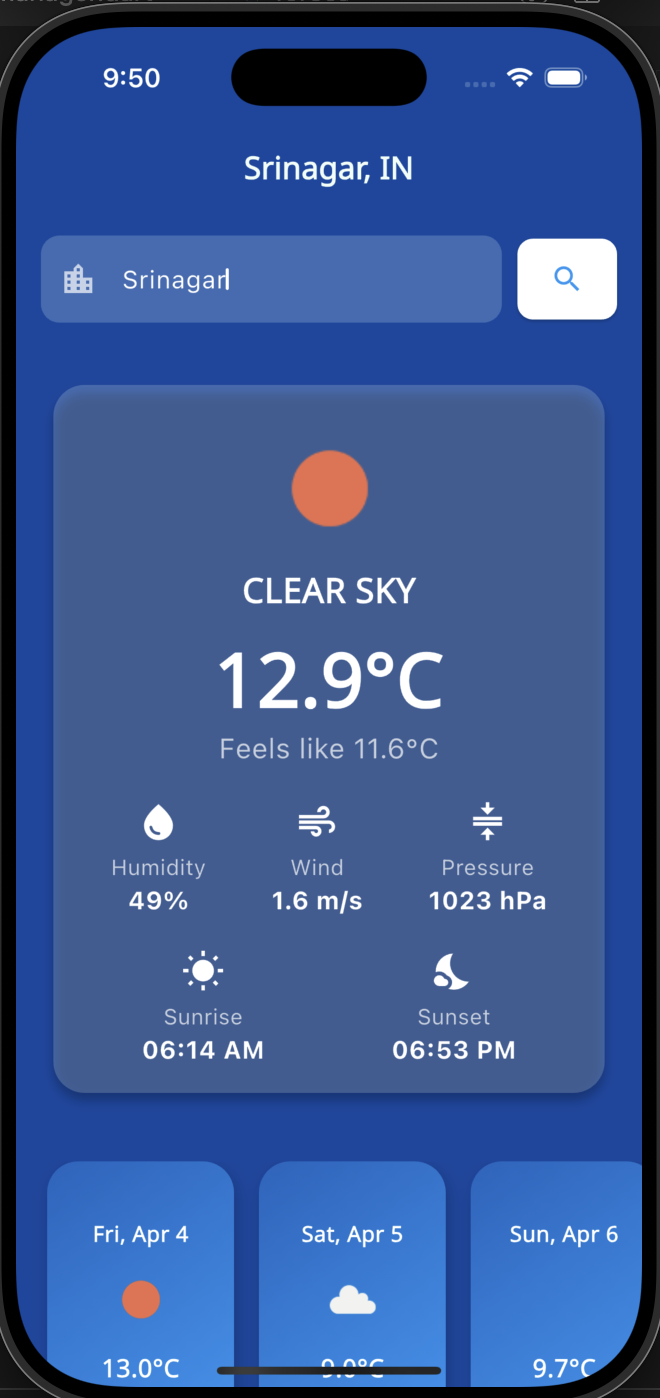 9:50
Srinagar, IN
Srinagar
CLEAR SKY
12.9°C
Feels like 11.6°C
Humidity Wind Pressure
49% 1.6 m/s 1023 hPa
Sunrise Sunset
06:14 AM 06:53 PM
Fri, Apr 4 Sat, Apr 5 Sun, Apr 6
13.0°C 9.0°C 9.7°C